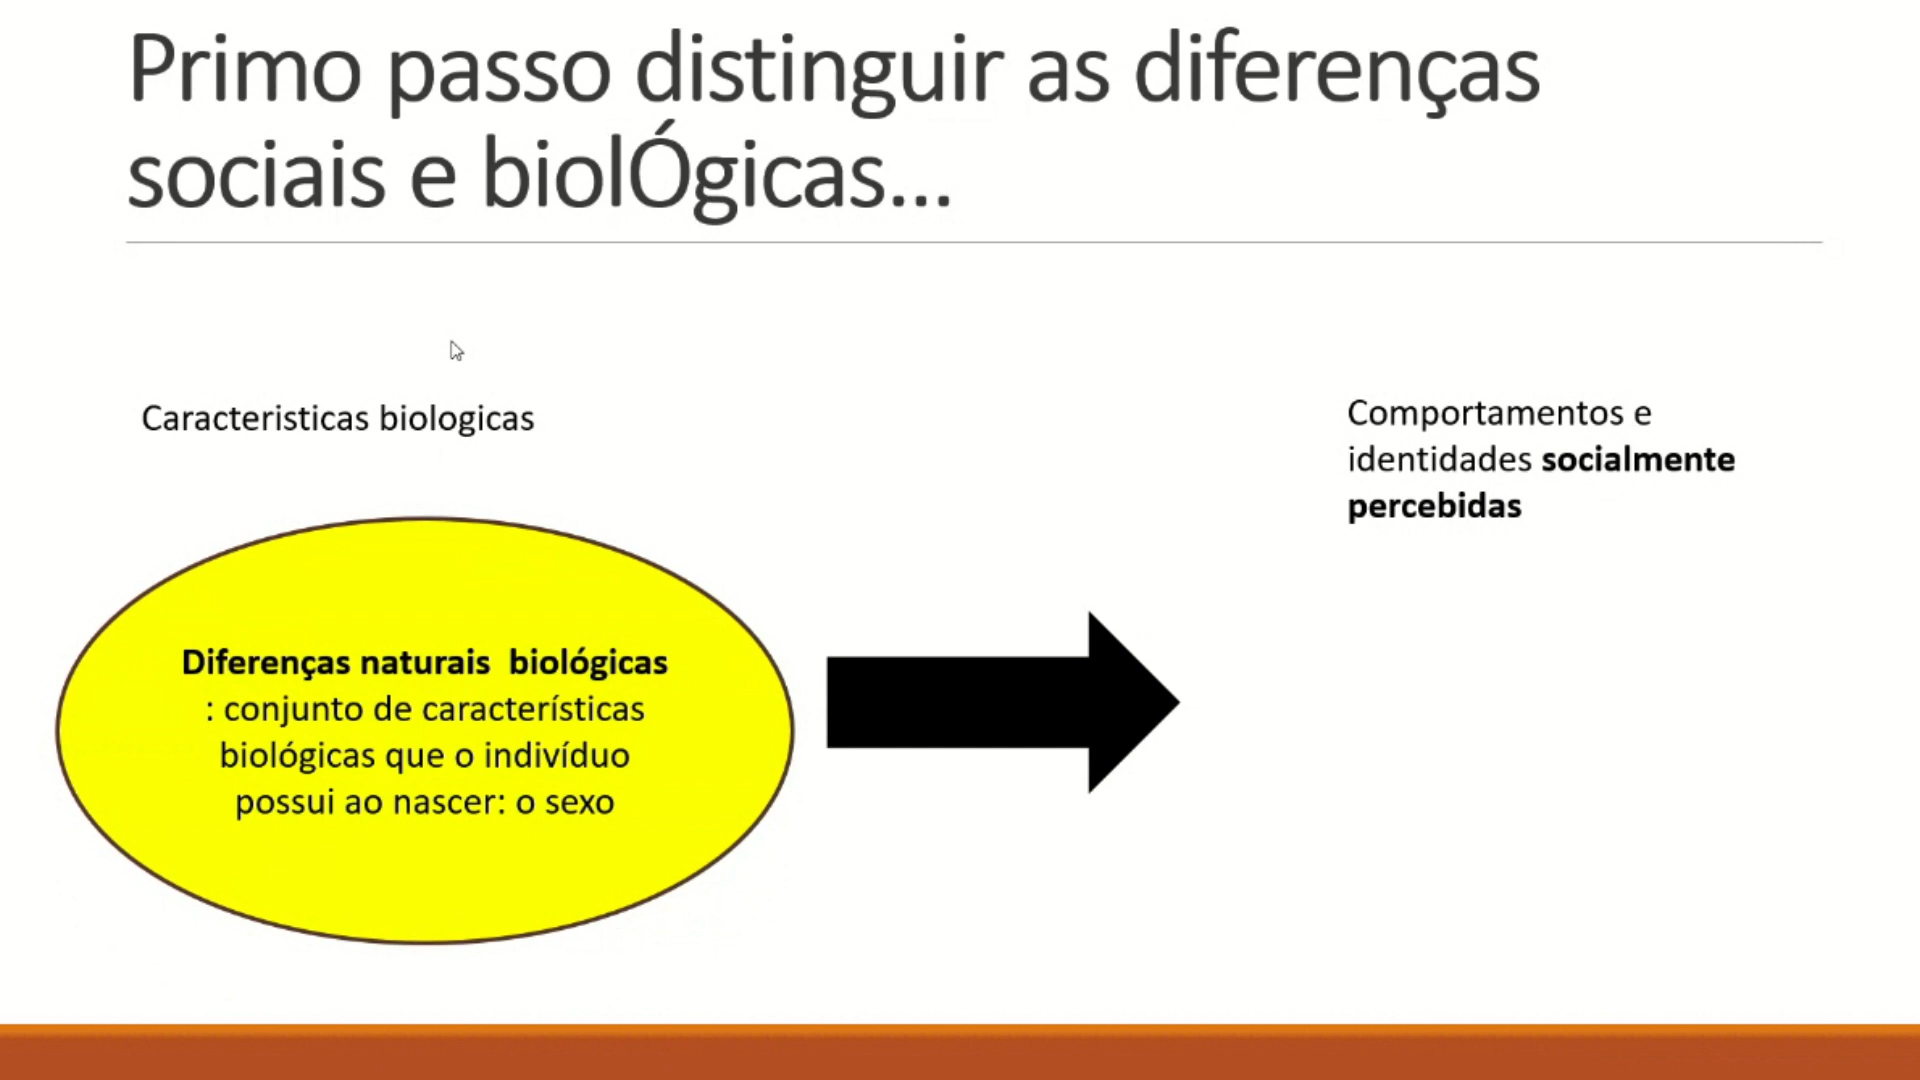 Primo passo distinguir as diferenças
sociais e biolÓgicas...
Caracteristicas biologicas
Comportamentos e
identidades socialmente
percebidas
Diferenças naturais  biológicas
: conjunto de características
biológicas que o indivíduo
possui ao nascer: o sexo